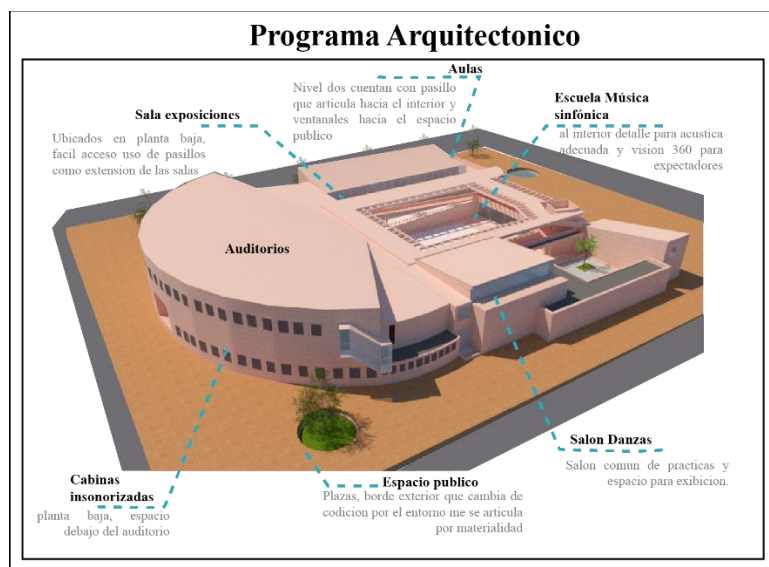 Programa Arquitectonico
Aulas
Nivel dos cuentan con pasillo
que articula hacia el interior y
ventanales hacia el espacio
publico
Sala exposiciones
Ubicados en planta baja,
facil acceso uso de pasillos
como extension de las salas
Escuela Música
sinfónica
al interior detalle para acustica
adecuada y vision 360 para
expectadores
Auditorios
Cabinas
insonorizadas
planta baja, espacio
debajo del auditorio
Espacio publico
Plazas, borde exterior que cambia de
codicion por el entorno me se articula
por materialidad
Salon Danzas
Salon comun de practicas y
espacio para exibicion.